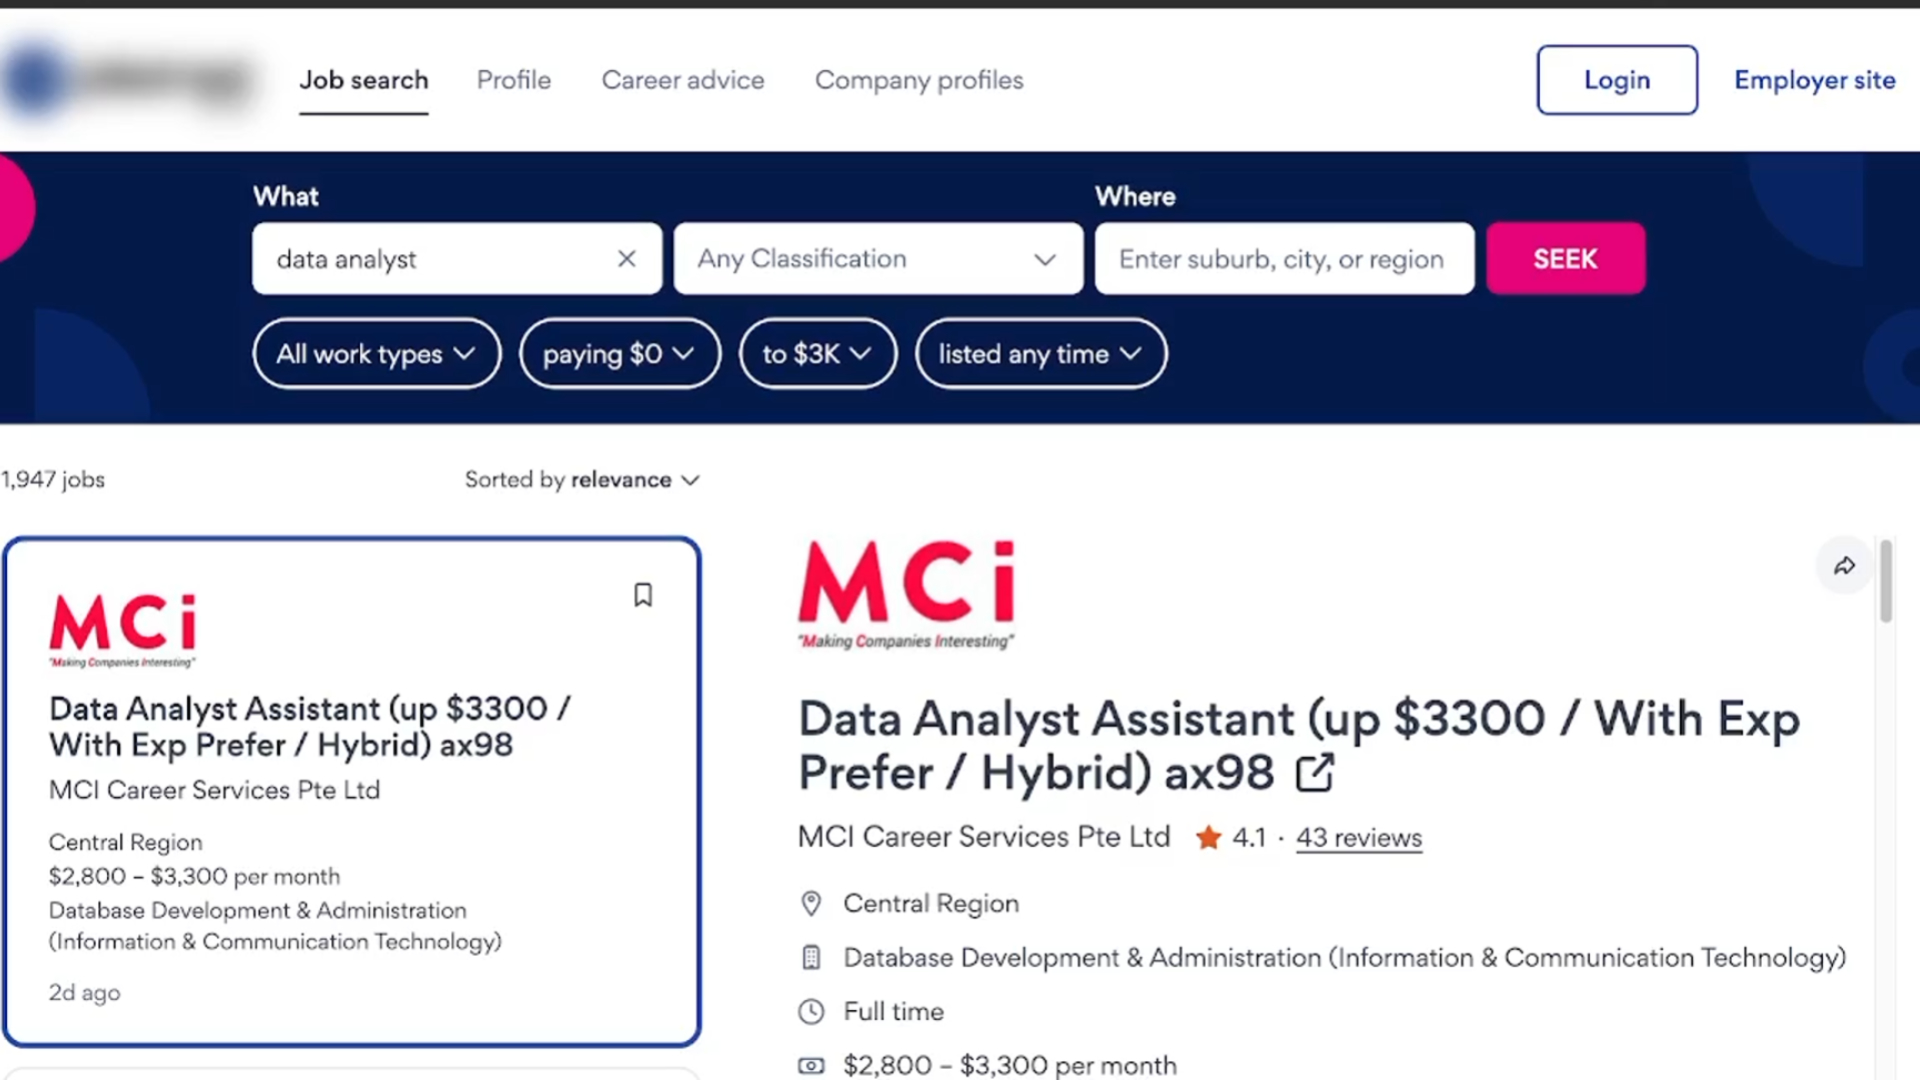 Job search
Profile
Career advice
Company profiles
Login
Employer site
What
Where
data analyst
Any Classification
Enter suburb, city, or region
SEEK
All work types
paying $0
to $3K
listed any time
1,947 jobs
Sorted by relevance
MCi
"Making Companies Interesting"
Data Analyst Assistant (up $3300 /
With Exp Prefer / Hybrid) ax98
MCI Career Services Pte Ltd
Central Region
$2,800 – $3,300 per month
Database Development & Administration
(Information & Communication Technology)
2d ago
MCi
"Making Companies Interesting"
Data Analyst Assistant (up $3300 / With Exp
Prefer / Hybrid) ax98
MCI Career Services Pte Ltd 4.1 · 43 reviews
Central Region
Database Development & Administration (Information & Communication Technology)
Full time
$2,800 – $3,300 per month